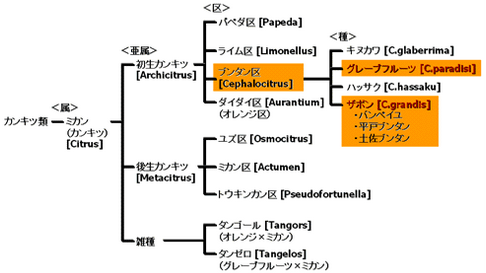 <区>
パペダ区 [Papeda]
<亜属>
ライム区 [Limonellus]
<種>
キヌカワ [C.glaberrima]
初生カンキツ
[Archicitrus]
ブンタン区
[Cephalocitrus]
グレープフルーツ [C.paradisi]
ハッサク [C.hassaku]
<属>
ダイダイ区 [Aurantium]
(オレンジ区)
ザボン [C.grandis]
・バンペイユ
・平戸ブンタン
・土佐ブンタン
カンキツ類
ミカン
(カンキツ)
[Citrus]
ユズ区 [Osmocitrus]
後生カンキツ
[Metacitrus]
ミカン区 [Actumen]
トウキンカン区 [Pseudofortunella]
雑種
タンゴール [Tangors]
(オレンジ×ミカン)
タンゼロ [Tangelos]
(グレープフルーツ×ミカン)